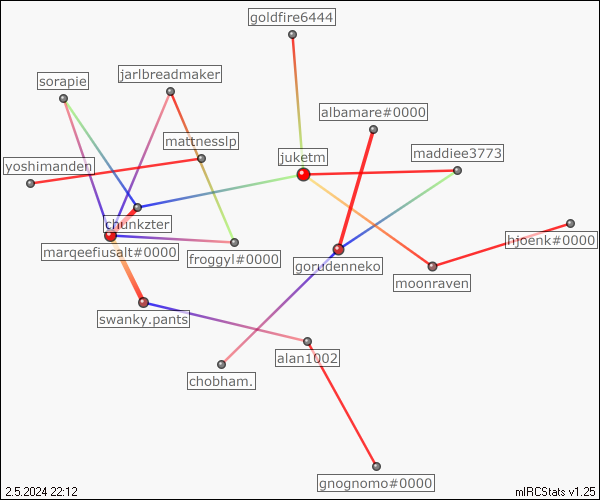 goldfire6444
sorapie
jarlbreadmaker
albamare#0000
mattnesslp
juketm
maddiee3773
yoshimanden
chunkzter
marqeefiusalt#0000
froggyl#0000
gorudenneko
hjoenk#0000
moonraven
swanky.pants
alan1002
chobham.
gnognomo#0000
2.5.2024 22:12
mIRCStats v1.25